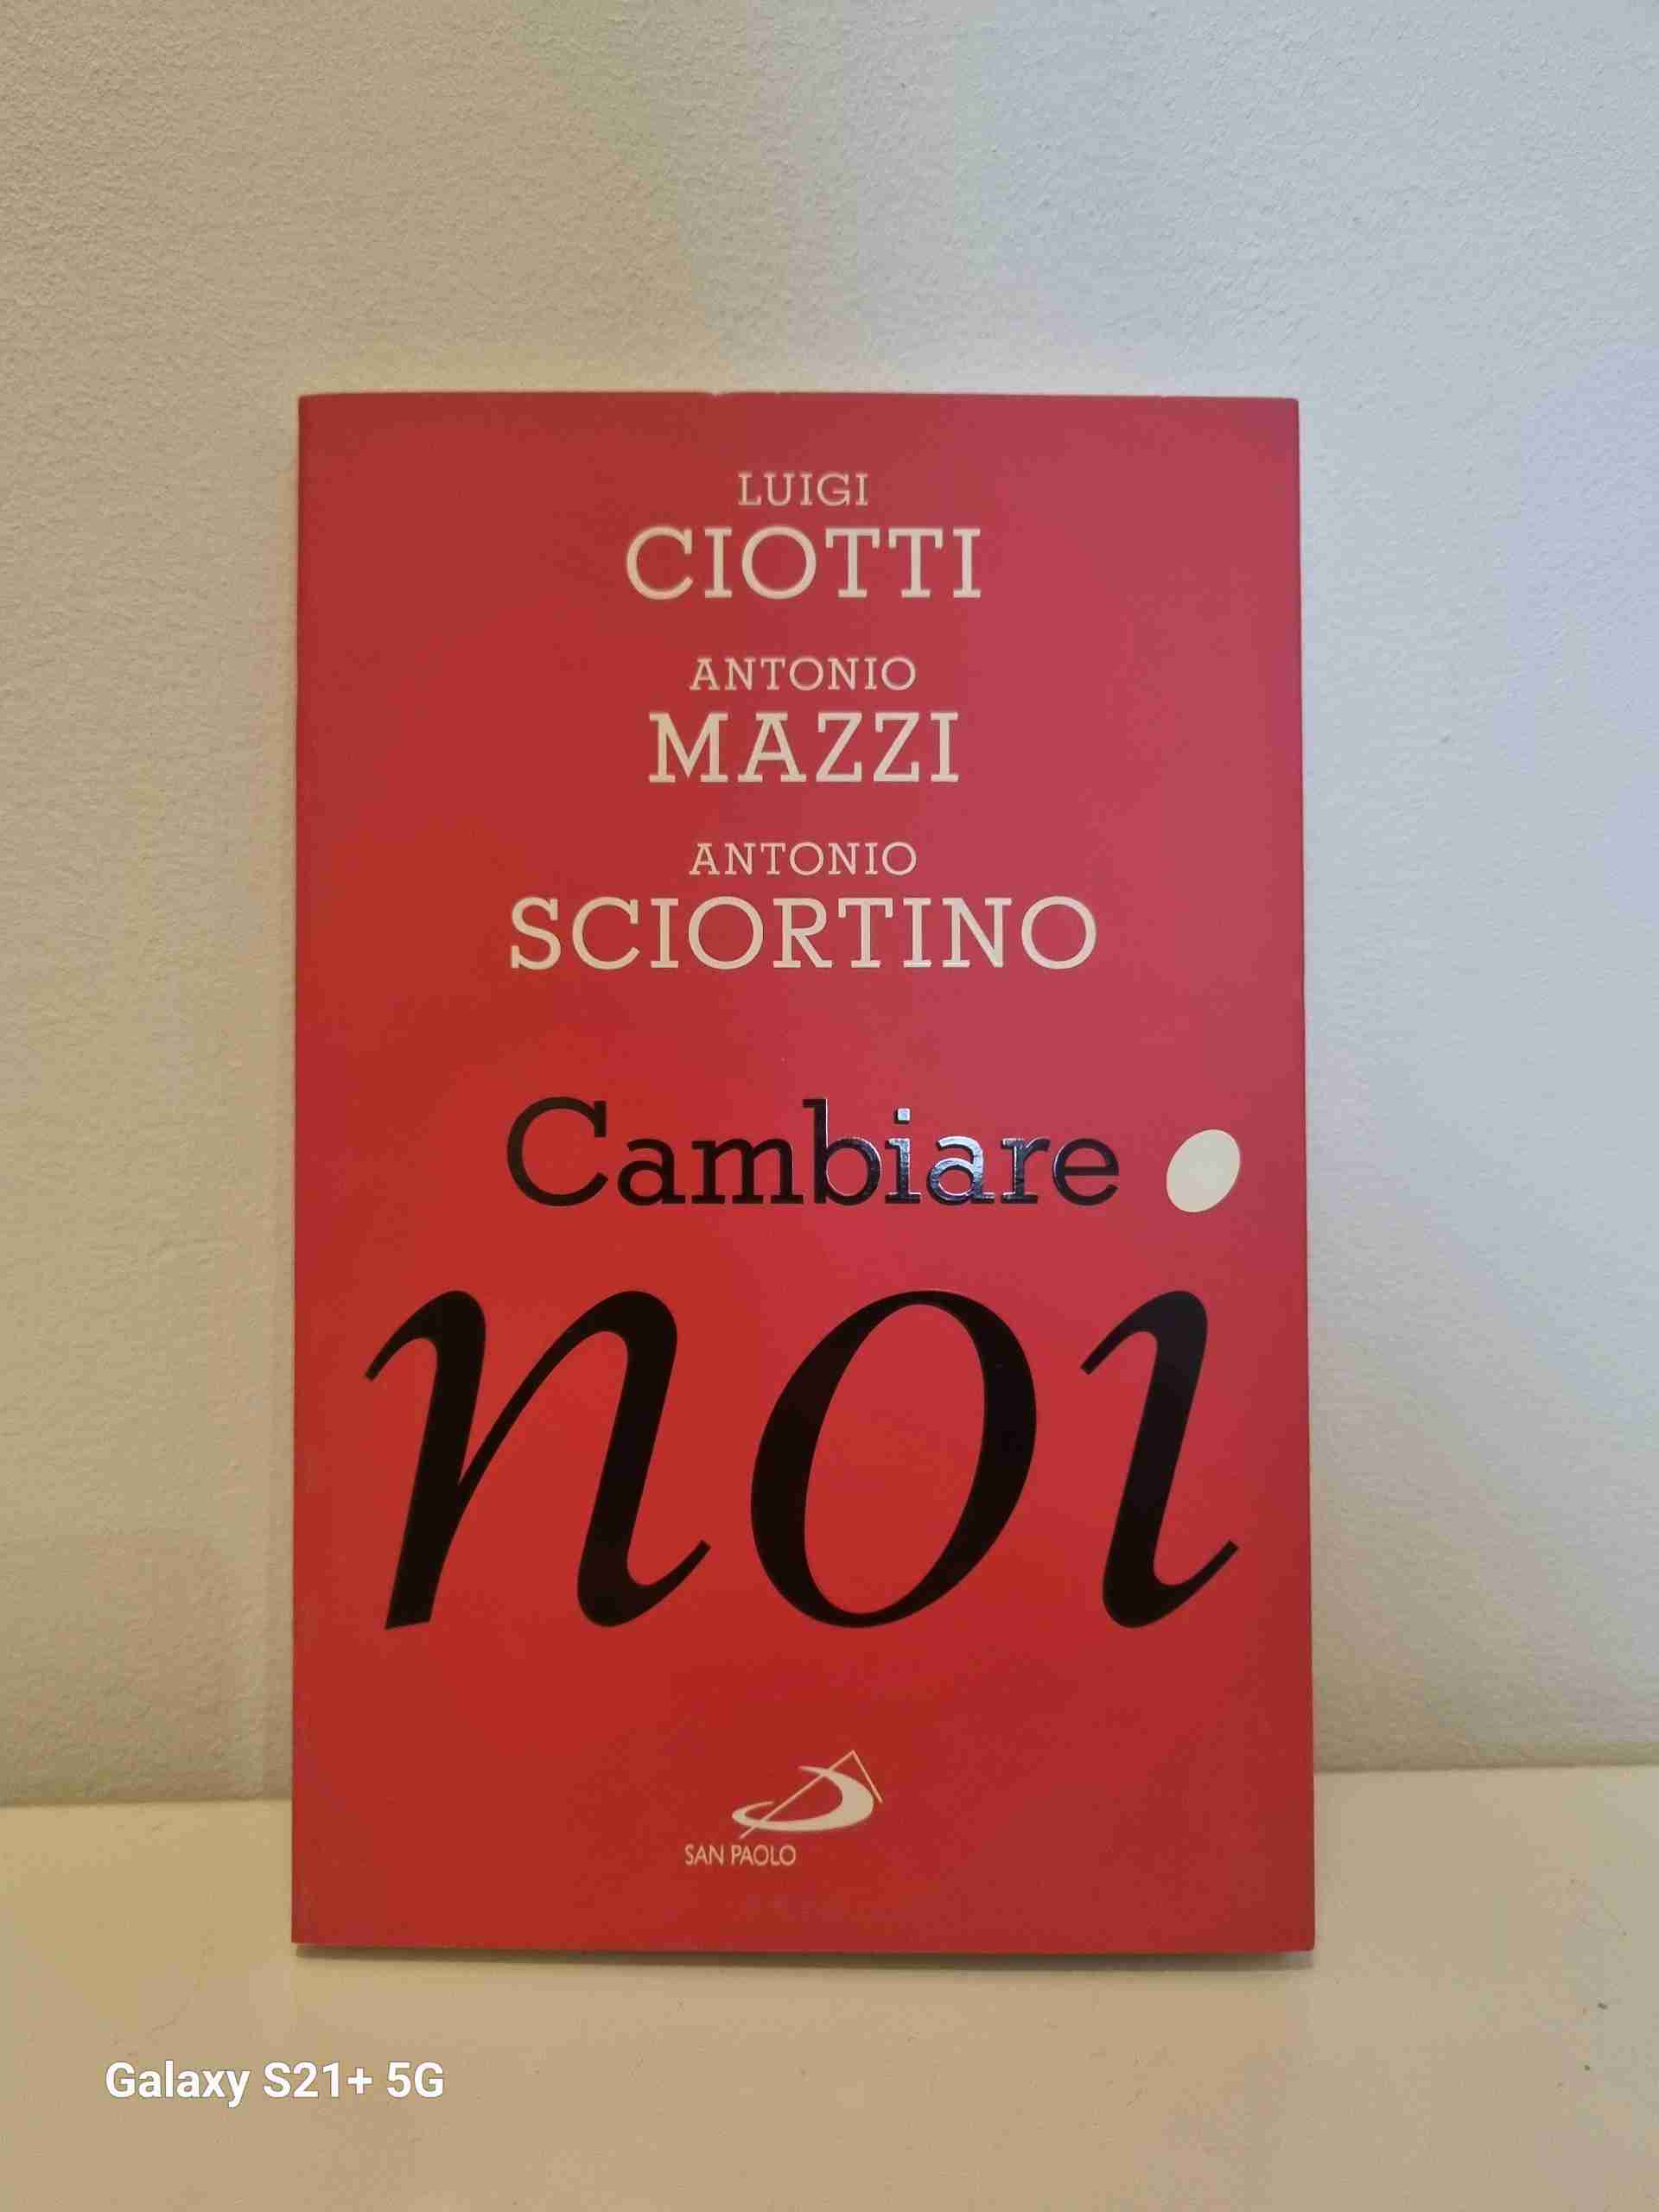 LUIGI
CIOTTI
ANTONIO
MAZZI
ANTONIO
SCIORTINO
Cambiare
noi
SAN PAOLO
Galaxy S21+ 5G